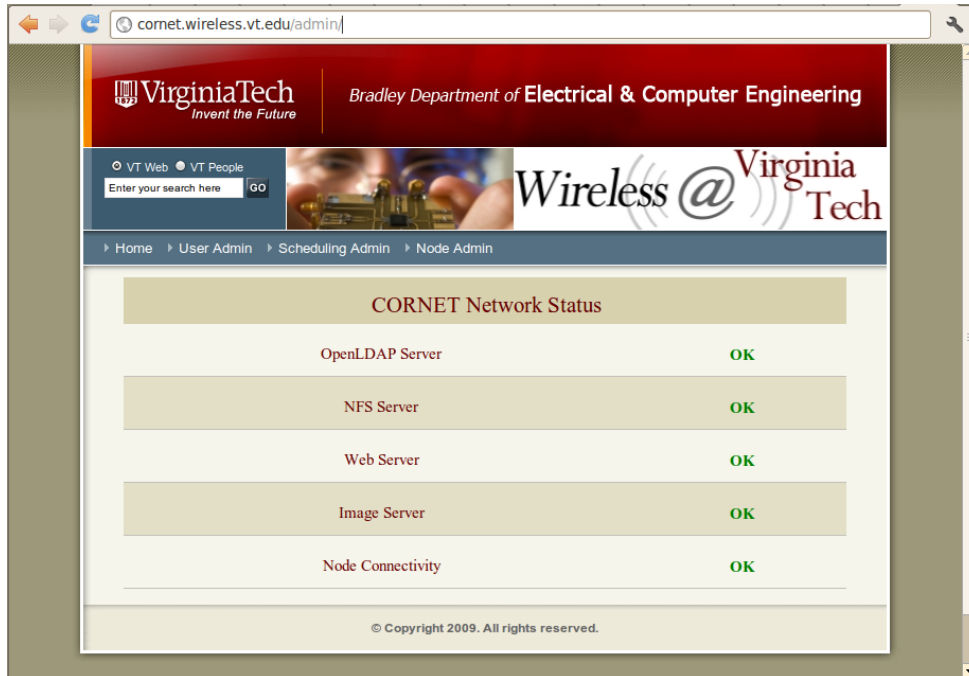 cornet.wireless.vt.edu/admin/
VirginiaTech
Invent the Future
Bradley Department of Electrical & Computer Engineering
VT Web VT People
Enter your search here GO
Wireless @ Virginia Tech
Home User Admin Scheduling Admin Node Admin
CORNET Network Status
OpenLDAP Server OK
NFS Server OK
Web Server OK
Image Server OK
Node Connectivity OK
© Copyright 2009. All rights reserved.